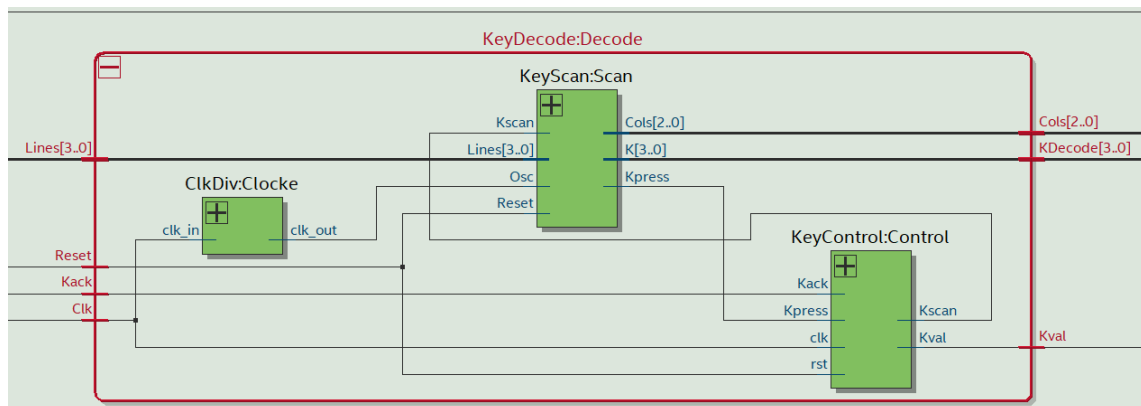 KeyDecode:Decode
KeyScan:Scan
Kscan
Cols[2..0]
Cols[2..0]
Lines[3..0]
Lines[3..0]
K[3..0]
KDecode[3..0]
Osc
Kpress
ClkDiv:Clocke
Reset
clk_in
clk_out
KeyControl:Control
Reset
Kack
Kack
Clk
Kpress
Kscan
clk
Kval
Kval
rst